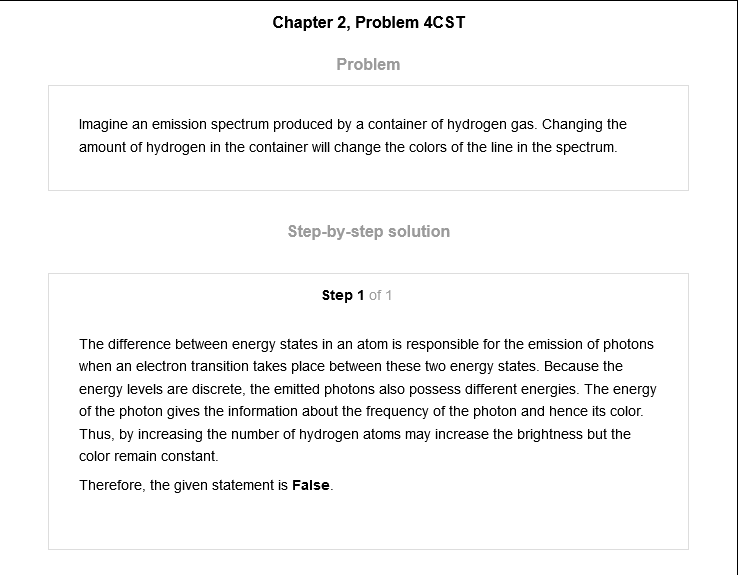 Chapter 2, Problem 4CST
Problem
Imagine an emission spectrum produced by a container of hydrogen gas. Changing the
amount of hydrogen in the container will change the colors of the line in the spectrum.
Step-by-step solution
Step 1 of 1
The difference between energy states in an atom is responsible for the emission of photons
when an electron transition takes place between these two energy states. Because the
energy levels are discrete, the emitted photons also possess different energies. The energy
of the photon gives the information about the frequency of the photon and hence its color.
Thus, by increasing the number of hydrogen atoms may increase the brightness but the
color remain constant.
Therefore, the given statement is False.